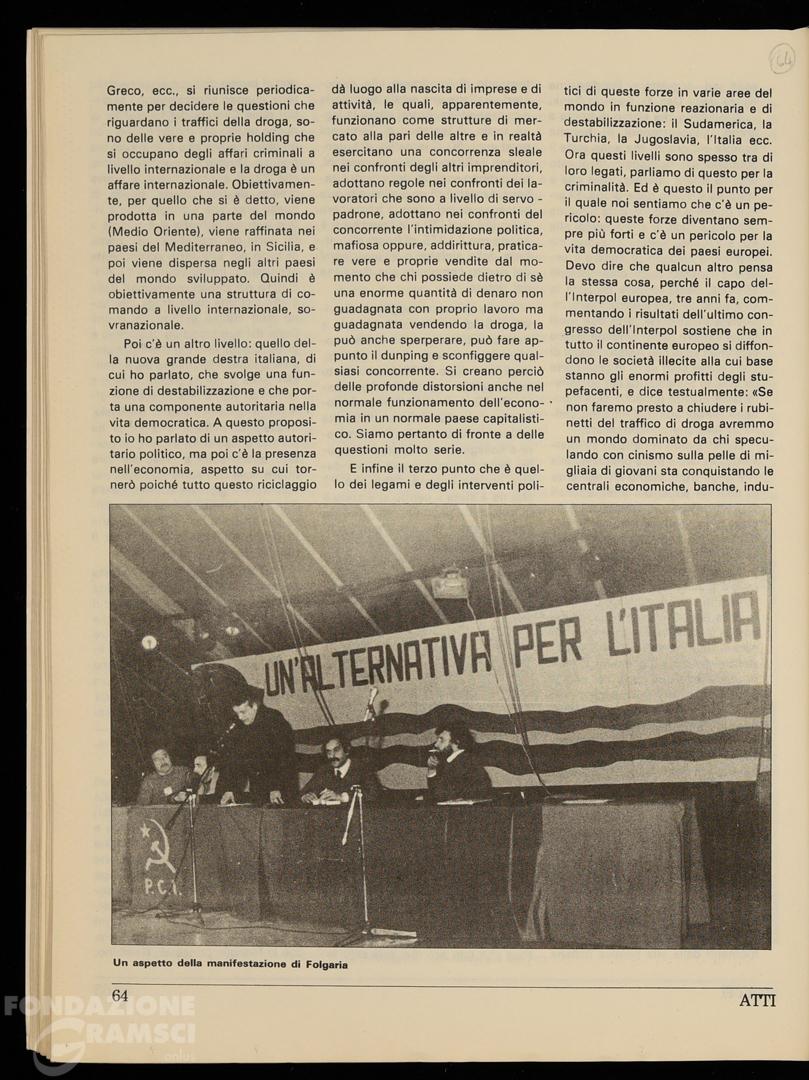 64
Greco, ecc., si riunisce periodica-
mente per decidere le questioni che
riguardano i traffici della droga, so-
no delle vere e proprie holding che
si occupano degli affari criminali a
livello internazionale e la droga è un
affare internazionale. Obiettivamen-
te, per quello che si è detto, viene
prodotta in una parte del mondo
(Medio Oriente), viene raffinata nei
paesi del Mediterraneo, in Sicilia, e
poi viene dispersa negli altri paesi
del mondo sviluppato. Quindi è
obiettivamente una struttura di co-
mando a livello internazionale, so-
vranazionale.
Poi c'è un altro livello: quello del-
la nuova grande destra italiana, di
cui ho parlato, che svolge una fun-
zione di destabilizzazione e che por-
ta una componente autoritaria nella
vita democratica. A questo proposi-
to io ho parlato di un aspetto autori-
tario politico, ma poi c'è la presenza
nell'economia, aspetto su cui tor-
nerò poiché tutto questo riciclaggio
dà luogo alla nascita di imprese e di
attività, le quali, apparentemente,
funzionano come strutture di mer-
cato alla pari delle altre e in realtà
esercitano una concorrenza sleale
nei confronti degli altri imprenditori,
adottano regole nei confronti dei la-
voratori che sono a livello di servo -
padrone, adottano nei confronti del
concorrente l'intimidazione politica,
mafiosa oppure, addirittura, pratica-
re vere e proprie vendite dal mo-
mento che chi possiede dietro di sè
una enorme quantità di denaro non
guadagnata con proprio lavoro ma
guadagnata vendendo la droga, la
può anche sperperare, può fare ap-
punto il dunping e sconfiggere qual-
siasi concorrente. Si creano perciò
delle profonde distorsioni anche nel
normale funzionamento dell'econo-
mia in un normale paese capitalisti-
co. Siamo pertanto di fronte a delle
questioni molto serie.
E infine il terzo punto che è quel-
lo dei legami e degli interventi poli-
tici di queste forze in varie aree del
mondo in funzione reazionaria e di
destabilizzazione: il Sudamerica, la
Turchia, la Jugoslavia, l'Italia ecc.
Ora questi livelli sono spesso tra di
loro legati, parliamo di questo per la
criminalità. Ed è questo il punto per
il quale noi sentiamo che c'è un pe-
ricolo: queste forze diventano sem-
pre più forti e c'è un pericolo per la
vita democratica dei paesi europei.
Devo dire che qualcun altro pensa
la stessa cosa, perché il capo del-
l'Interpol europea, tre anni fa, com-
mentando i risultati dell'ultimo con-
gresso dell'Interpol sostiene che in
tutto il continente europeo si diffon-
dono le società illecite alla cui base
stanno gli enormi profitti degli stu-
pefacenti, e dice testualmente: «Se
non faremo presto a chiudere i rubi-
netti del traffico di droga avremmo
un mondo dominato da chi specu-
lando con cinismo sulla pelle di mi-
gliaia di giovani sta conquistando le
centrali economiche, banche, indu-
UN'ALTERNATIVA PER L'ITALIA
P.C.I.
Un aspetto della manifestazione di Folgaria
64
ATTI
FONDAZIONE
GRAMSCI
onlus